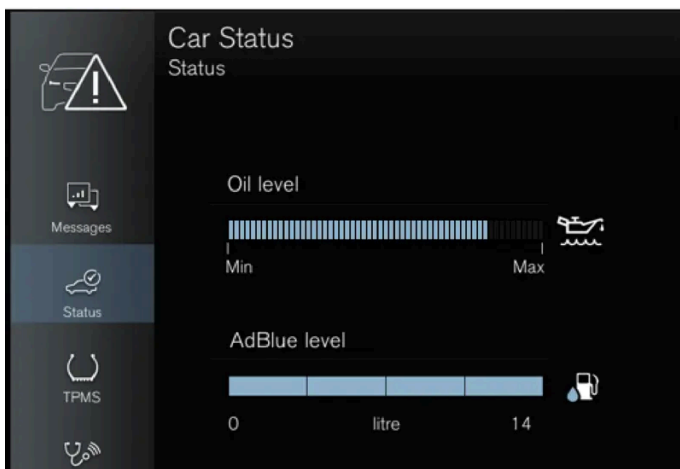 Car Status
Status
Messages
Status
TPMS
Oil level
Min Max
AdBlue level
0 litre 14